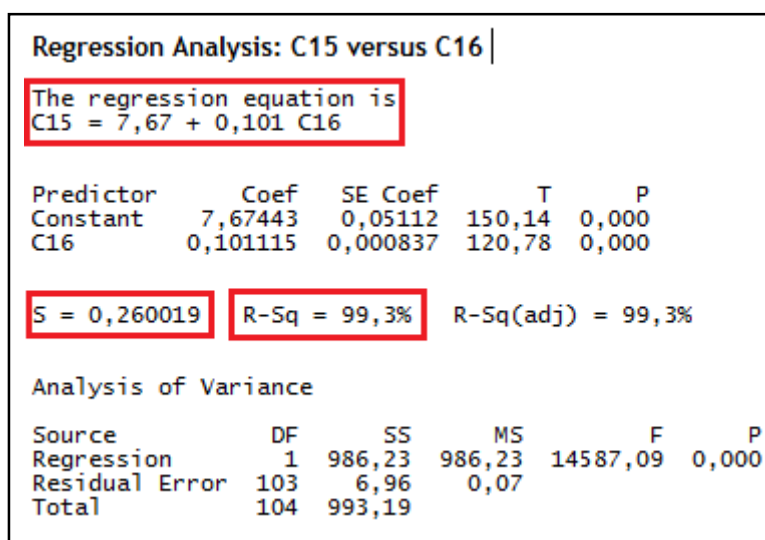 Regression Analysis: C15 versus C16
The regression equation is
C15 = 7,67 + 0,101 C16
Predictor Coef SE Coef T P
Constant 7,67443 0,05112 150,14 0,000
C16 0,101115 0,000837 120,78 0,000
S = 0,260019 R-Sq = 99,3% R-Sq(adj) = 99,3%
Analysis of Variance
Source DF SS MS F P
Regression 1 986,23 986,23 14587,09 0,000
Residual Error 103 6,96 0,07
Total 104 993,19